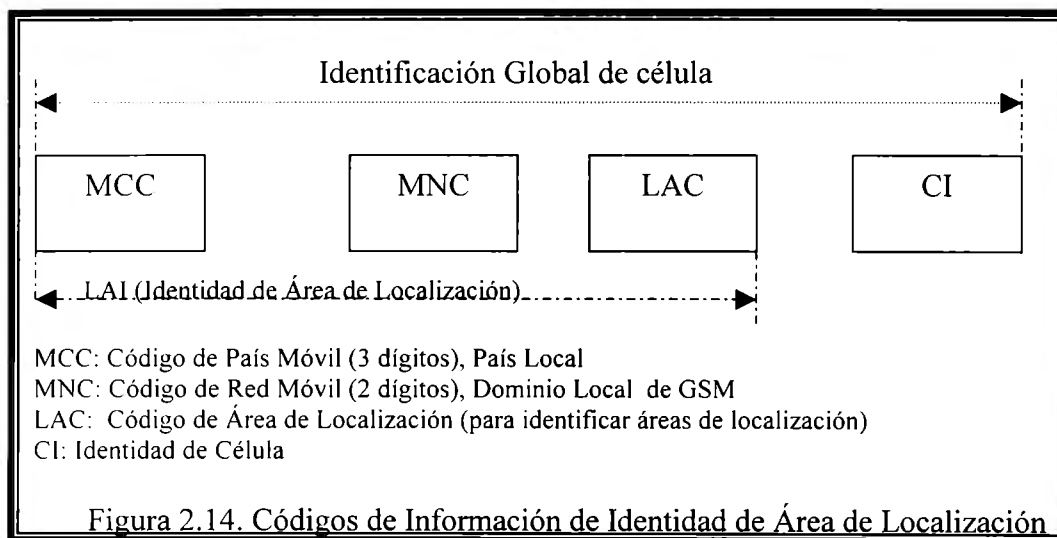 Identificación Global de célula
MCC MNC LAC CI
LAI (Identidad de Área de Localización)
MCC: Código de País Móvil (3 dígitos), País Local
MNC: Código de Red Móvil (2 dígitos), Dominio Local de GSM
LAC: Código de Área de Localización (para identificar áreas de localización)
CI: Identidad de Célula
Figura 2.14. Códigos de Información de Identidad de Área de Localización